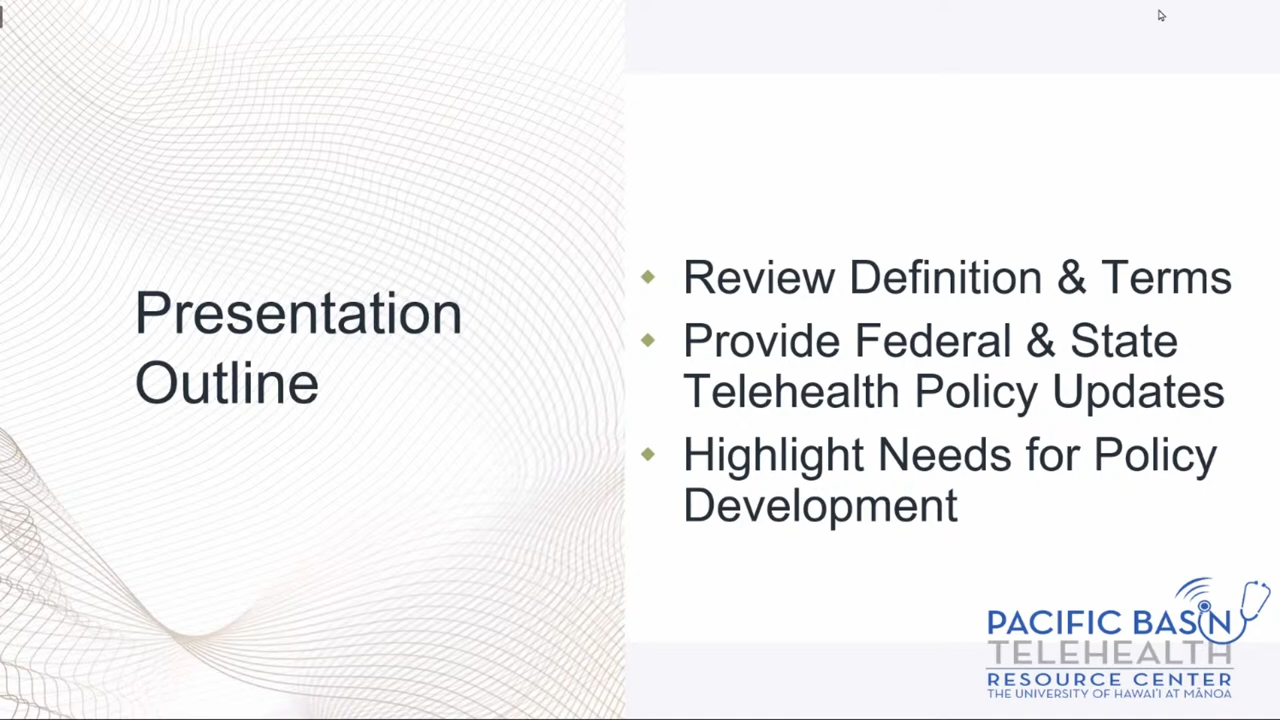 Presentation
Outline
Review Definition & Terms
Provide Federal & State
Telehealth Policy Updates
Highlight Needs for Policy
Development
PACIFIC BASIN
TELEHEALTH
RESOURCE CENTER
THE UNIVERSITY OF HAWAI'I AT MĀNOA